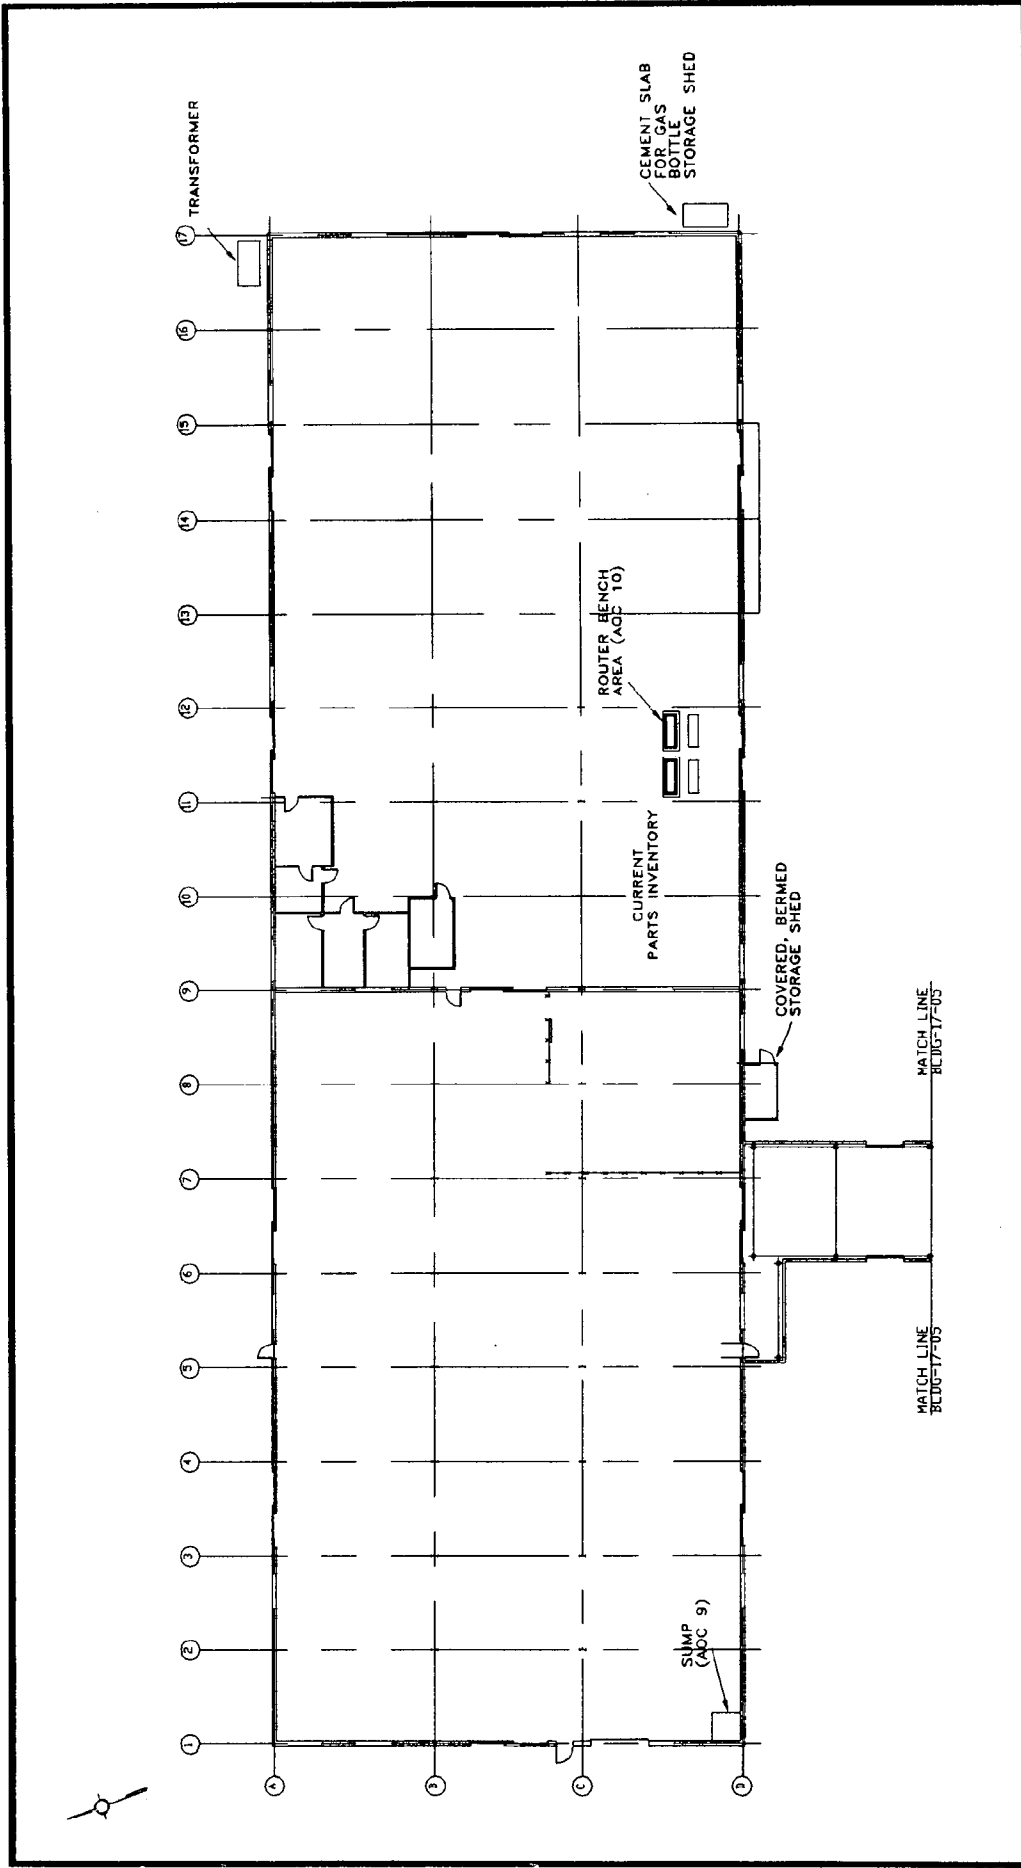 TRANSFORMER
CEMENT SLAB
FOR GAS
BOTTLE
STORAGE SHED
17
16
15
14
13
12
11
10
9
8
7
6
5
4
3
2
1
ROUTER BENCH
AREA (AOC 10)
CURRENT
PARTS INVENTORY
COVERED, BERMED
STORAGE SHED
MATCH LINE
BLDG-17-05
MATCH LINE
BLDG-17-05
SUMP
(AOC 9)
A
B
C
D